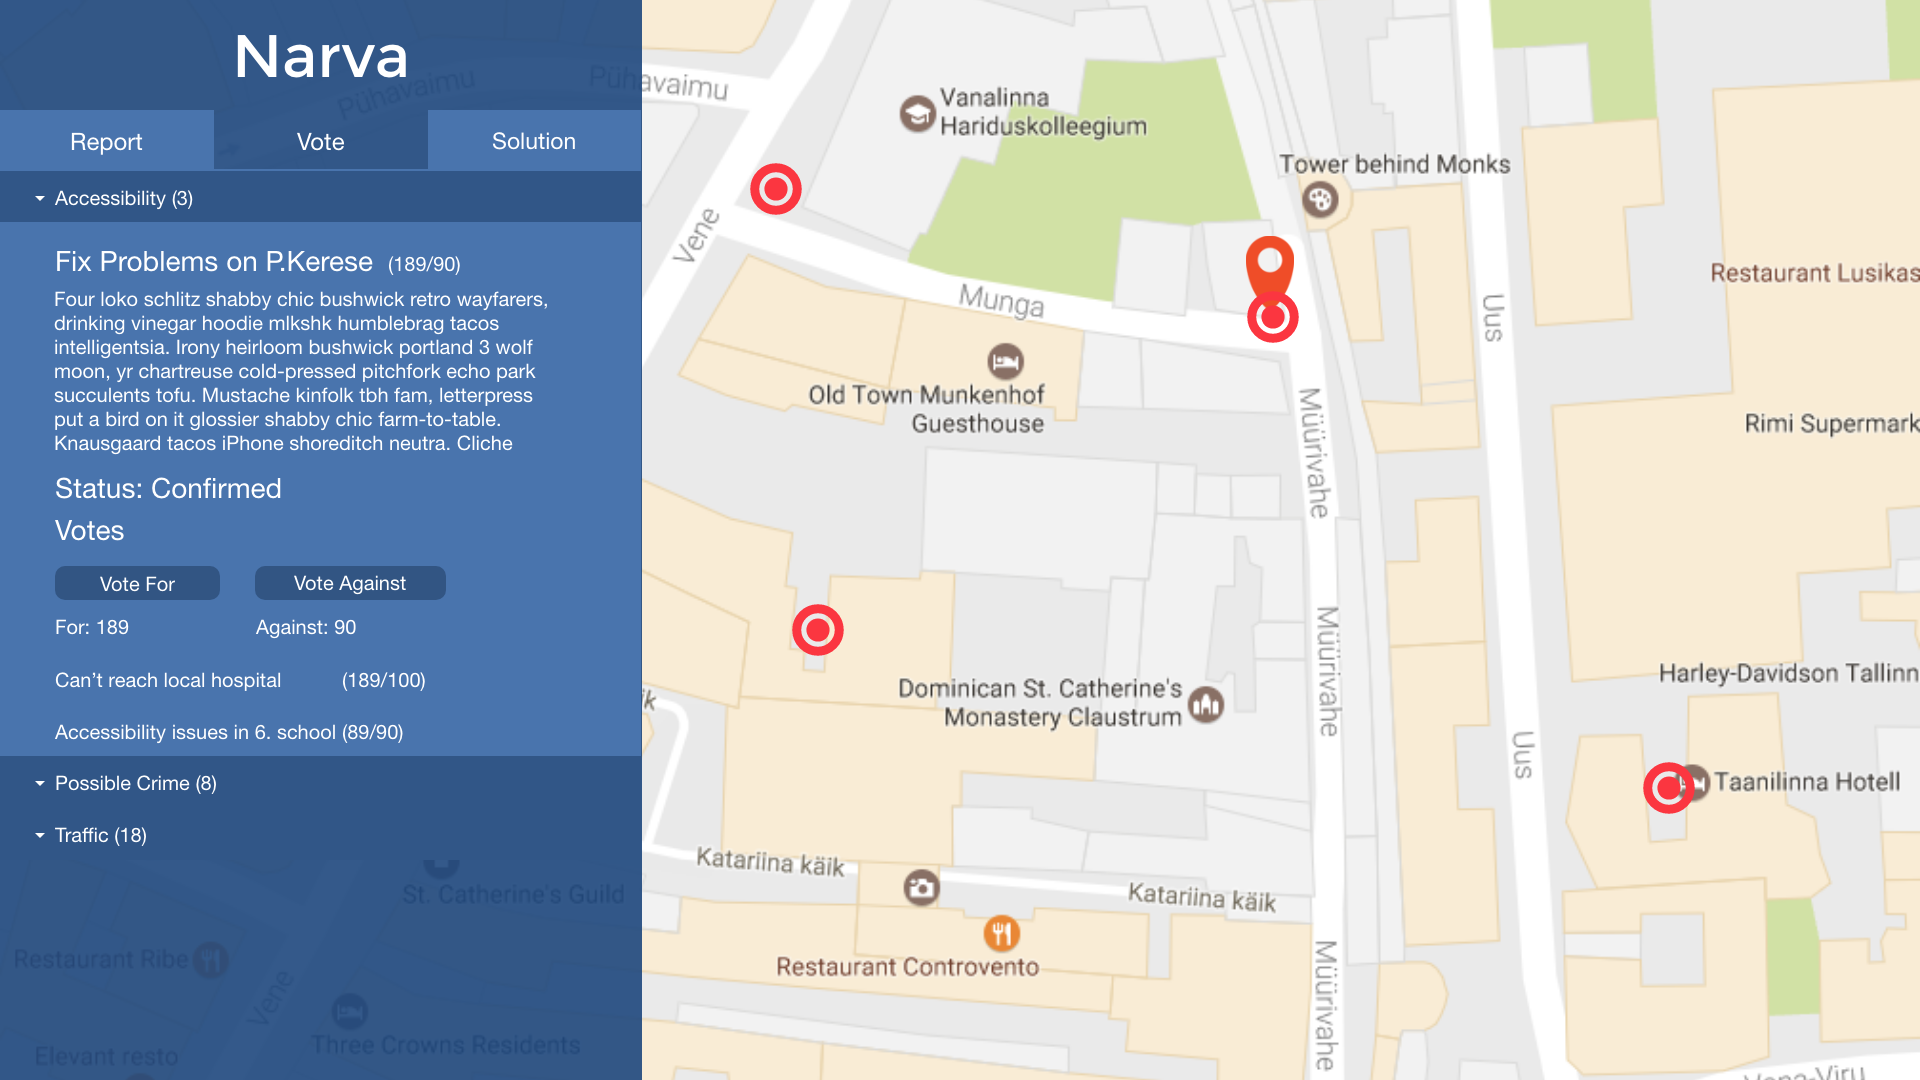 Narva
Report
Vote
Solution
Accessibility (3)
Fix Problems on P.Kerese (189/90)
Four loko schlitz shabby chic bushwick retro wayfarers,
drinking vinegar hoodie mlkshk humblebrag tacos
intelligentsia. Irony heirloom bushwick portland 3 wolf
moon, yr chartreuse cold-pressed pitchfork echo park
succulents tofu. Mustache kinfolk tbh fam, letterpress
put a bird on it glossier shabby chic farm-to-table.
Knausgaard tacos iPhone shoreditch neutra. Cliche
Status: Confirmed
Votes
Vote For
Vote Against
For: 189
Against: 90
Can't reach local hospital (189/100)
Accessibility issues in 6. school (89/90)
Possible Crime (8)
Traffic (18)
Pühavaimu
St. Catherine's Guild
Restaurant Ribe
Vene
Three Crowns Residents
Elevant resto
Pühavaimu
Vanalinna
Hariduskolleegium
Tower behind Monks
Vene
Munga
Uus
Restaurant Lusikas
Old Town Munkenhof
Guesthouse
Müürivahe
Rimi Supermark
Müürivahe
Dominican St. Catherine's
Monastery Claustrum
Harley-Davidson Tallinn
ik
Uus
Taanilinna Hotell
Katariina käik
Katariina käik
Restaurant Controvento
Müürivahe
Vana-Viru